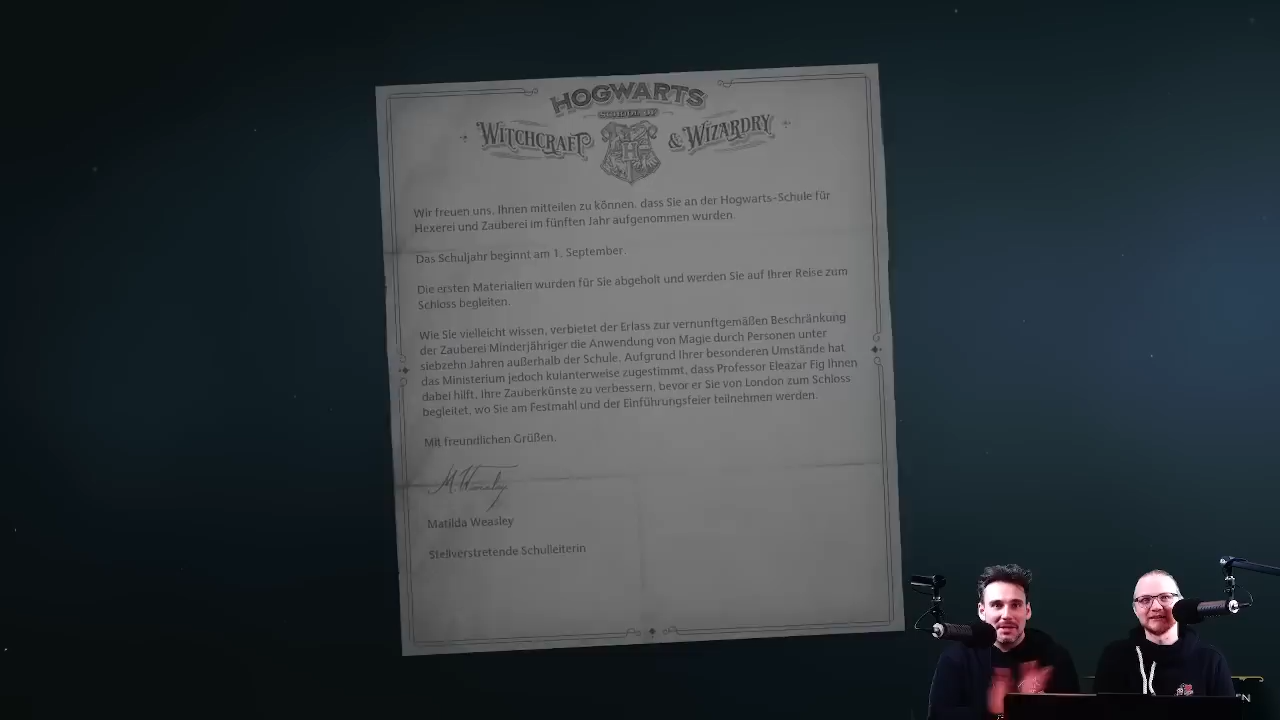 HOGWARTS
SCHOOL OF
WITCHCRAFT & WIZARDRY
H
Wir freuen uns, Ihnen mitteilen zu können, dass Sie an der Hogwarts-Schule für
Hexerei und Zauberei im fünften Jahr aufgenommen wurden.
Das Schuljahr beginnt am 1. September.
Die ersten Materialien wurden für Sie abgeholt und werden Sie auf Ihrer Reise zum
Schloss begleiten.
Wie Sie vielleicht wissen, verbietet der Erlass zur vernunftgemäßen Beschränkung
der Zauberei Minderjähriger die Anwendung von Magie durch Personen unter
siebzehn Jahren außerhalb der Schule. Aufgrund Ihrer besonderen Umstände hat
das Ministerium jedoch kulanterweise zugestimmt, dass Professor Eleazar Fig Ihnen
dabei hilft, Ihre Zauberkünste zu verbessern, bevor er Sie von London zum Schloss
begleitet, wo Sie am Festmahl und der Einführungsfeier teilnehmen werden.
Mit freundlichen Grüßen,
M. Weasley
Matilda Weasley
Stellverstretende Schulleiterin
EN